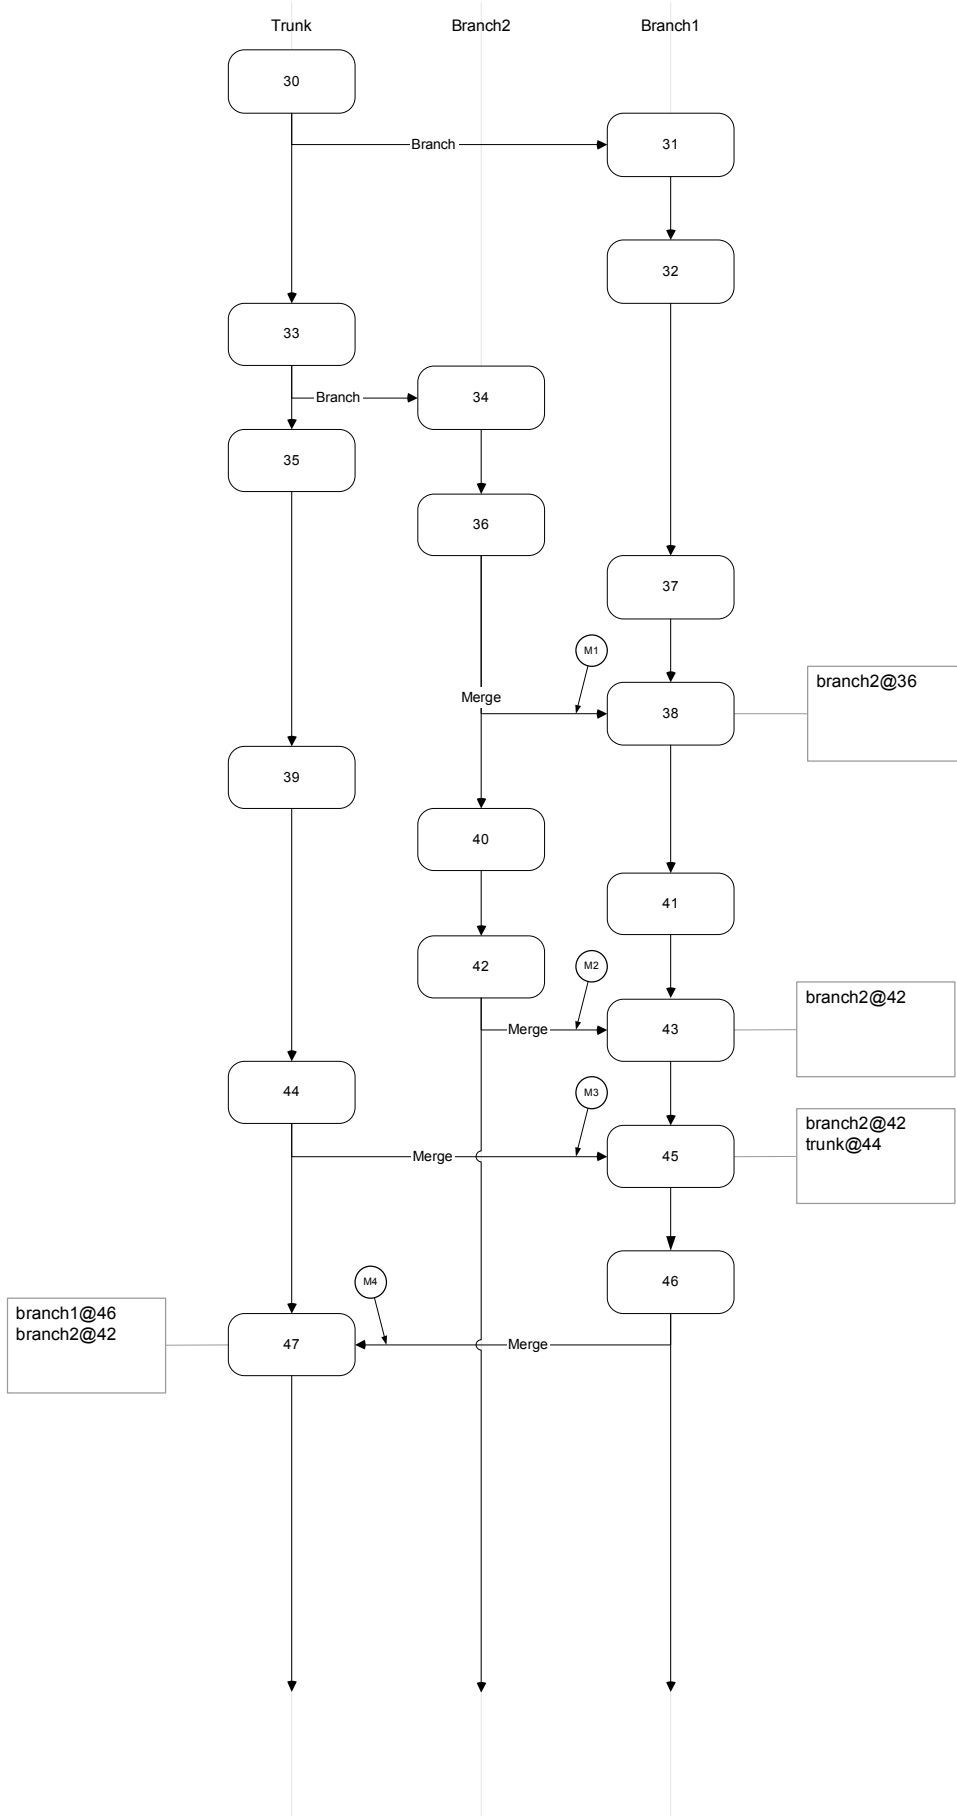 Trunk
Branch2
Branch1
30
Branch
31
32
33
Branch
34
35
36
37
M1
branch2@36
Merge
38
39
40
41
M2
42
branch2@42
Merge
43
44
M3
branch2@42
trunk@44
Merge
45
M4
46
branch1@46
branch2@42
47
Merge